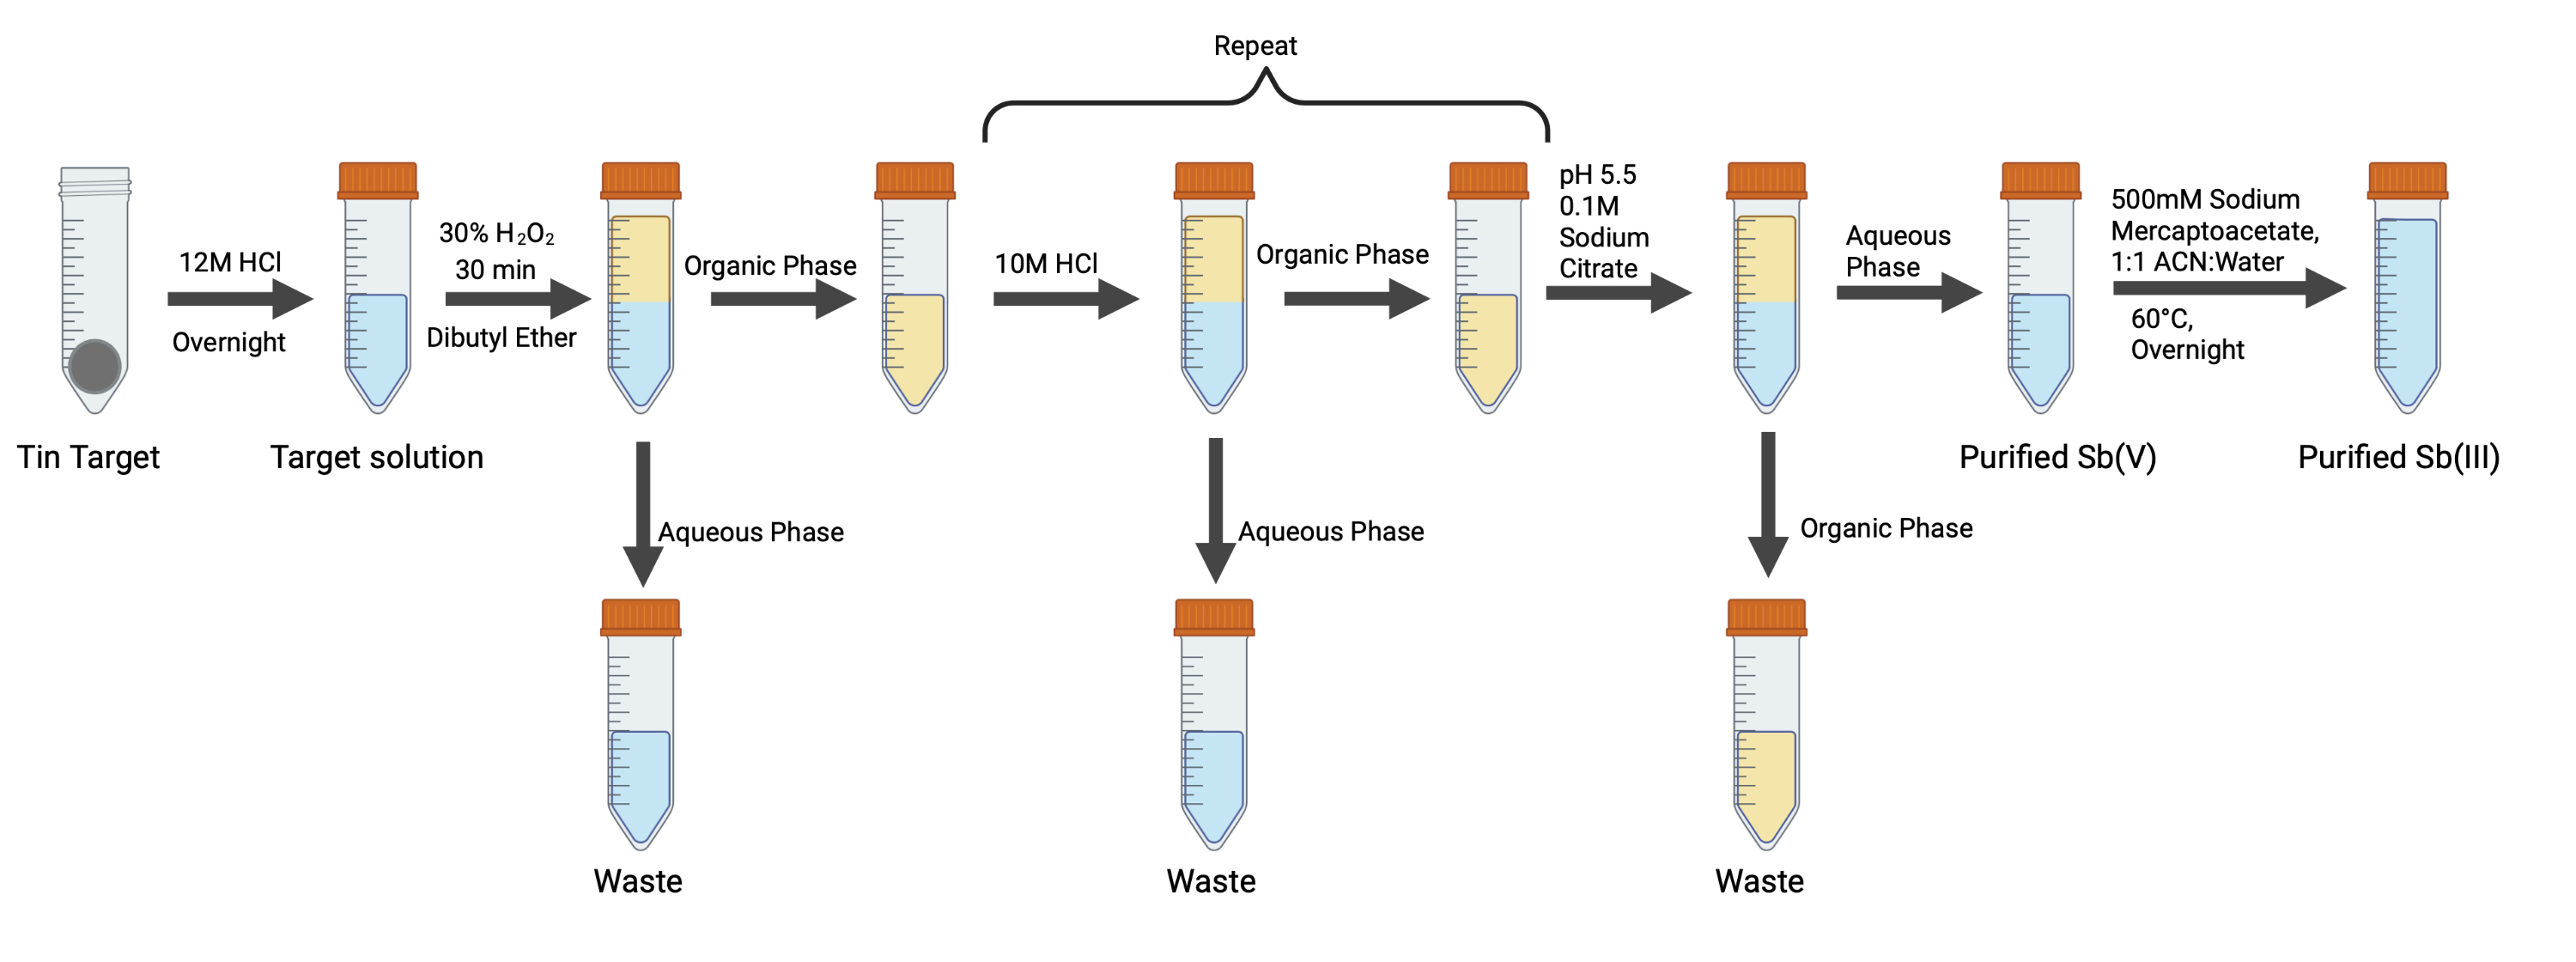 Repeat
12M HCl
Overnight
30% H₂O₂
30 min
Dibutyl Ether
Organic Phase
10M HCl
Organic Phase
pH 5.5
0.1M
Sodium
Citrate
Aqueous
Phase
500mM Sodium
Mercaptoacetate,
1:1 ACN:Water
60°C,
Overnight
Tin Target
Target solution
Purified Sb(V)
Purified Sb(III)
Aqueous Phase
Aqueous Phase
Organic Phase
Waste
Waste
Waste